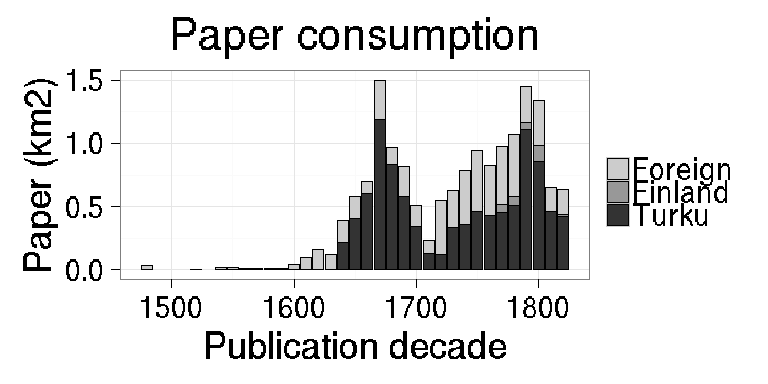 Paper consumption
Paper (km2)
1.5
1.0
0.5
0.0
1500 1600 1700 1800
Publication decade
Foreign
Finland
Turku